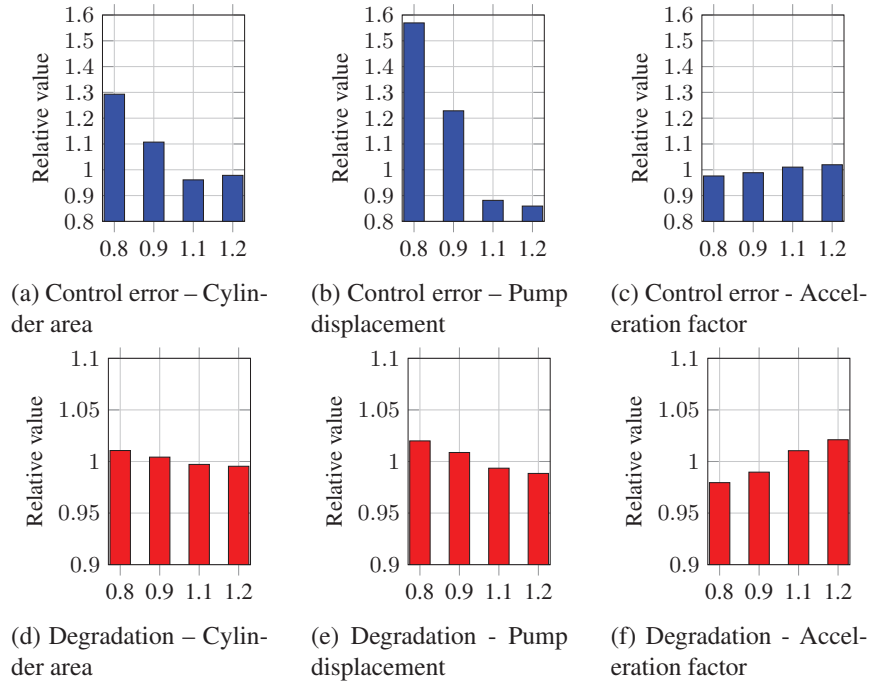 1.6
1.5
1.4
1.3
1.2
1.1
1
0.9
0.8
Relative value
0.8 0.9 1.1 1.2
(a) Control error – Cylin-
der area
1.6
1.5
1.4
1.3
1.2
1.1
1
0.9
0.8
Relative value
0.8 0.9 1.1 1.2
(b) Control error – Pump
displacement
1.6
1.5
1.4
1.3
1.2
1.1
1
0.9
0.8
Relative value
0.8 0.9 1.1 1.2
(c) Control error - Accel-
eration factor
1.1
1.05
1
0.95
0.9
Relative value
0.8 0.9 1.1 1.2
(d) Degradation – Cylin-
der area
1.1
1.05
1
0.95
0.9
Relative value
0.8 0.9 1.1 1.2
(e) Degradation - Pump
displacement
1.1
1.05
1
0.95
0.9
Relative value
0.8 0.9 1.1 1.2
(f) Degradation - Accel-
eration factor